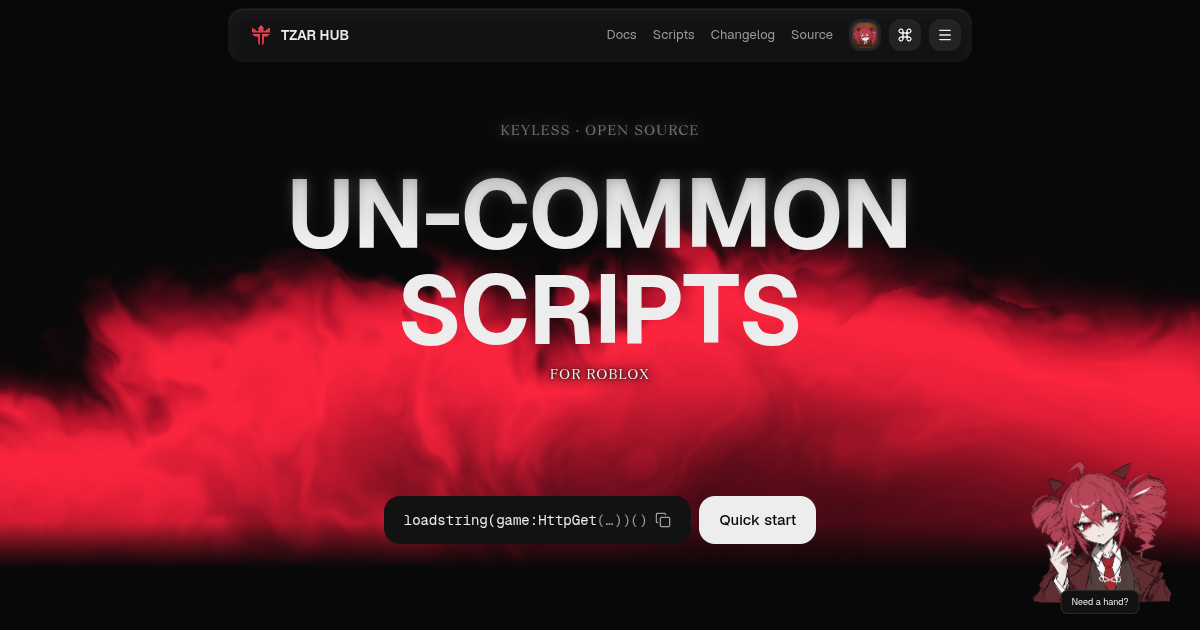 TZAR HUB
Docs Scripts Changelog Source
KEYLESS · OPEN SOURCE
UN-COMMON
SCRIPTS
FOR ROBLOX
loadstring(game:HttpGet(…))()
Quick start
Need a hand?